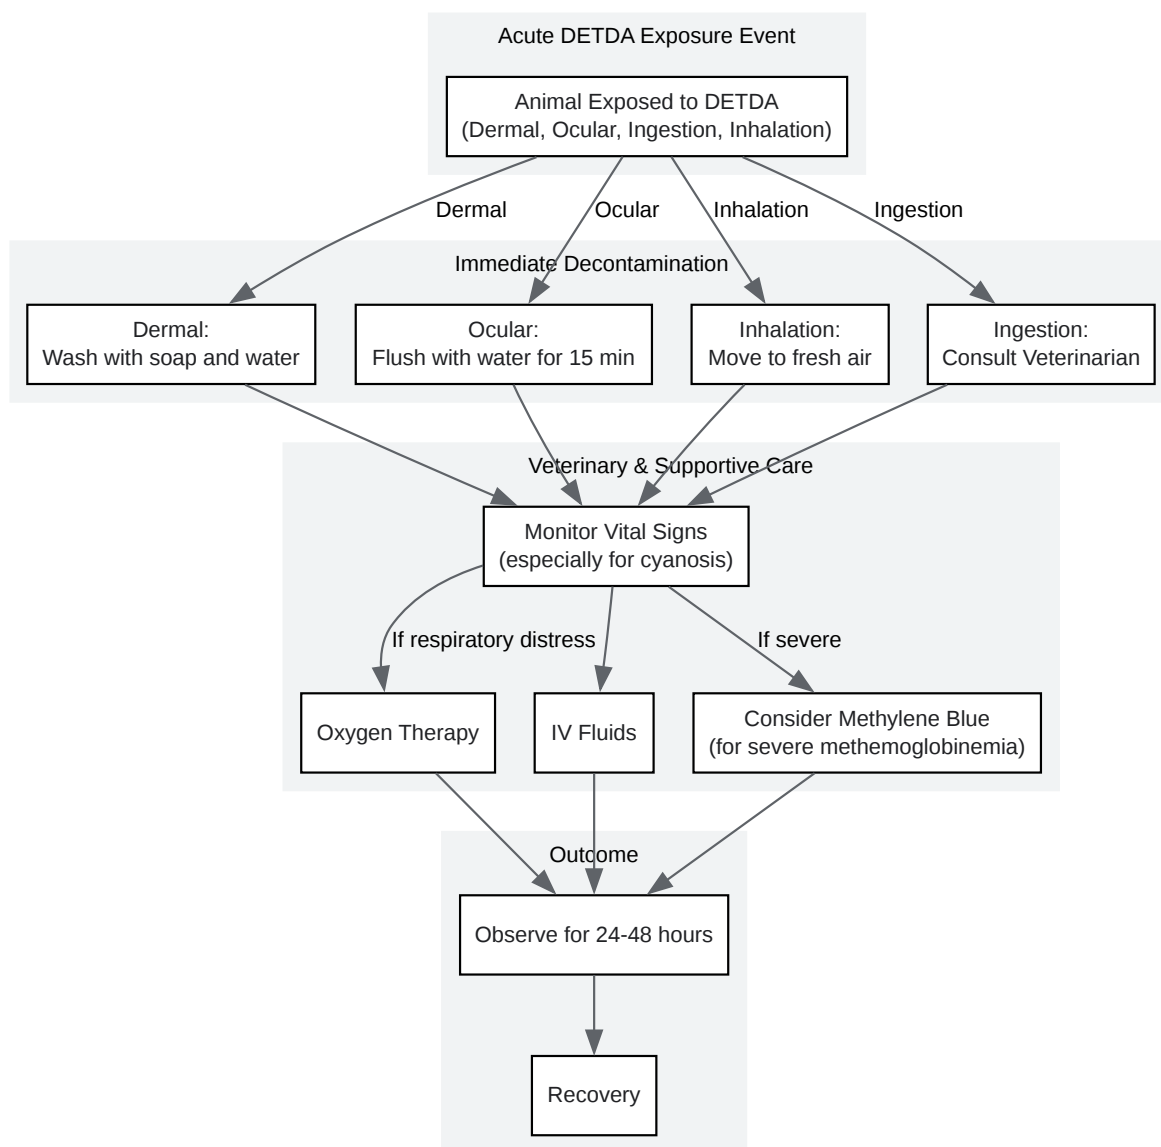 Acute DETDA Exposure Event
Animal Exposed to DETDA
(Dermal, Ocular, Ingestion, Inhalation)
Dermal
Ocular
Inhalation
Ingestion
Immediate Decontamination
Dermal:
Wash with soap and water
Ocular:
Flush with water for 15 min
Inhalation:
Move to fresh air
Ingestion:
Consult Veterinarian
Veterinary & Supportive Care
Monitor Vital Signs
(especially for cyanosis)
If respiratory distress
If severe
Oxygen Therapy
IV Fluids
Consider Methylene Blue
(for severe methemoglobinemia)
Outcome
Observe for 24-48 hours
Recovery